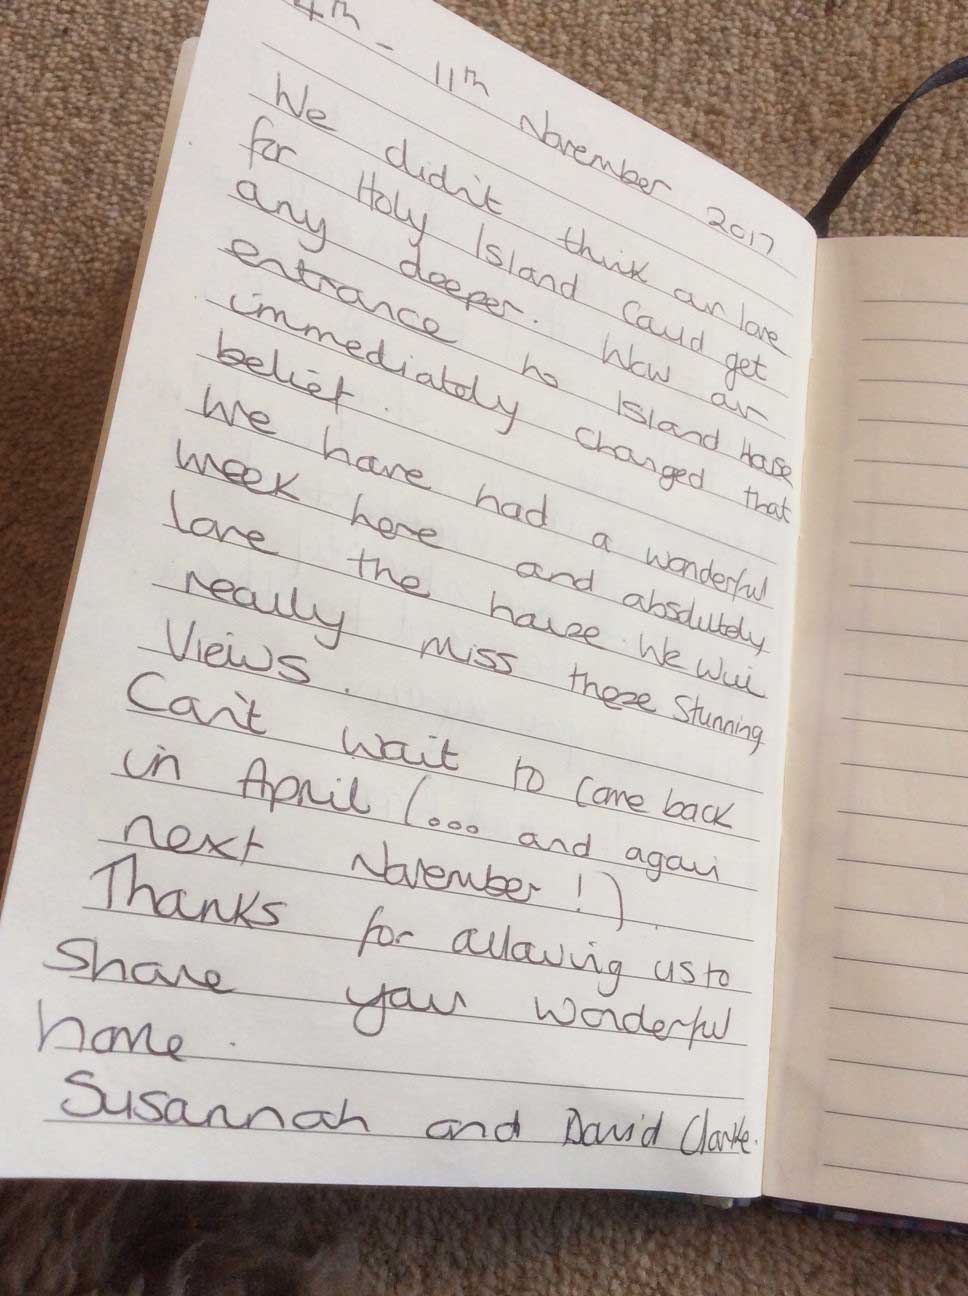 4th - 11th November 2017
We didn't think our love
for Holy Island could get
any deeper. How our
entrance to Island House
immediately changed that
belief.
We have had a wonderful
week here and absolutely
love the house. We will
really miss these stunning
views.
Can't wait to come back
in April (... and again
next November!)
Thanks for allowing us to
share your wonderful
home.
Susannah and David Clarke.